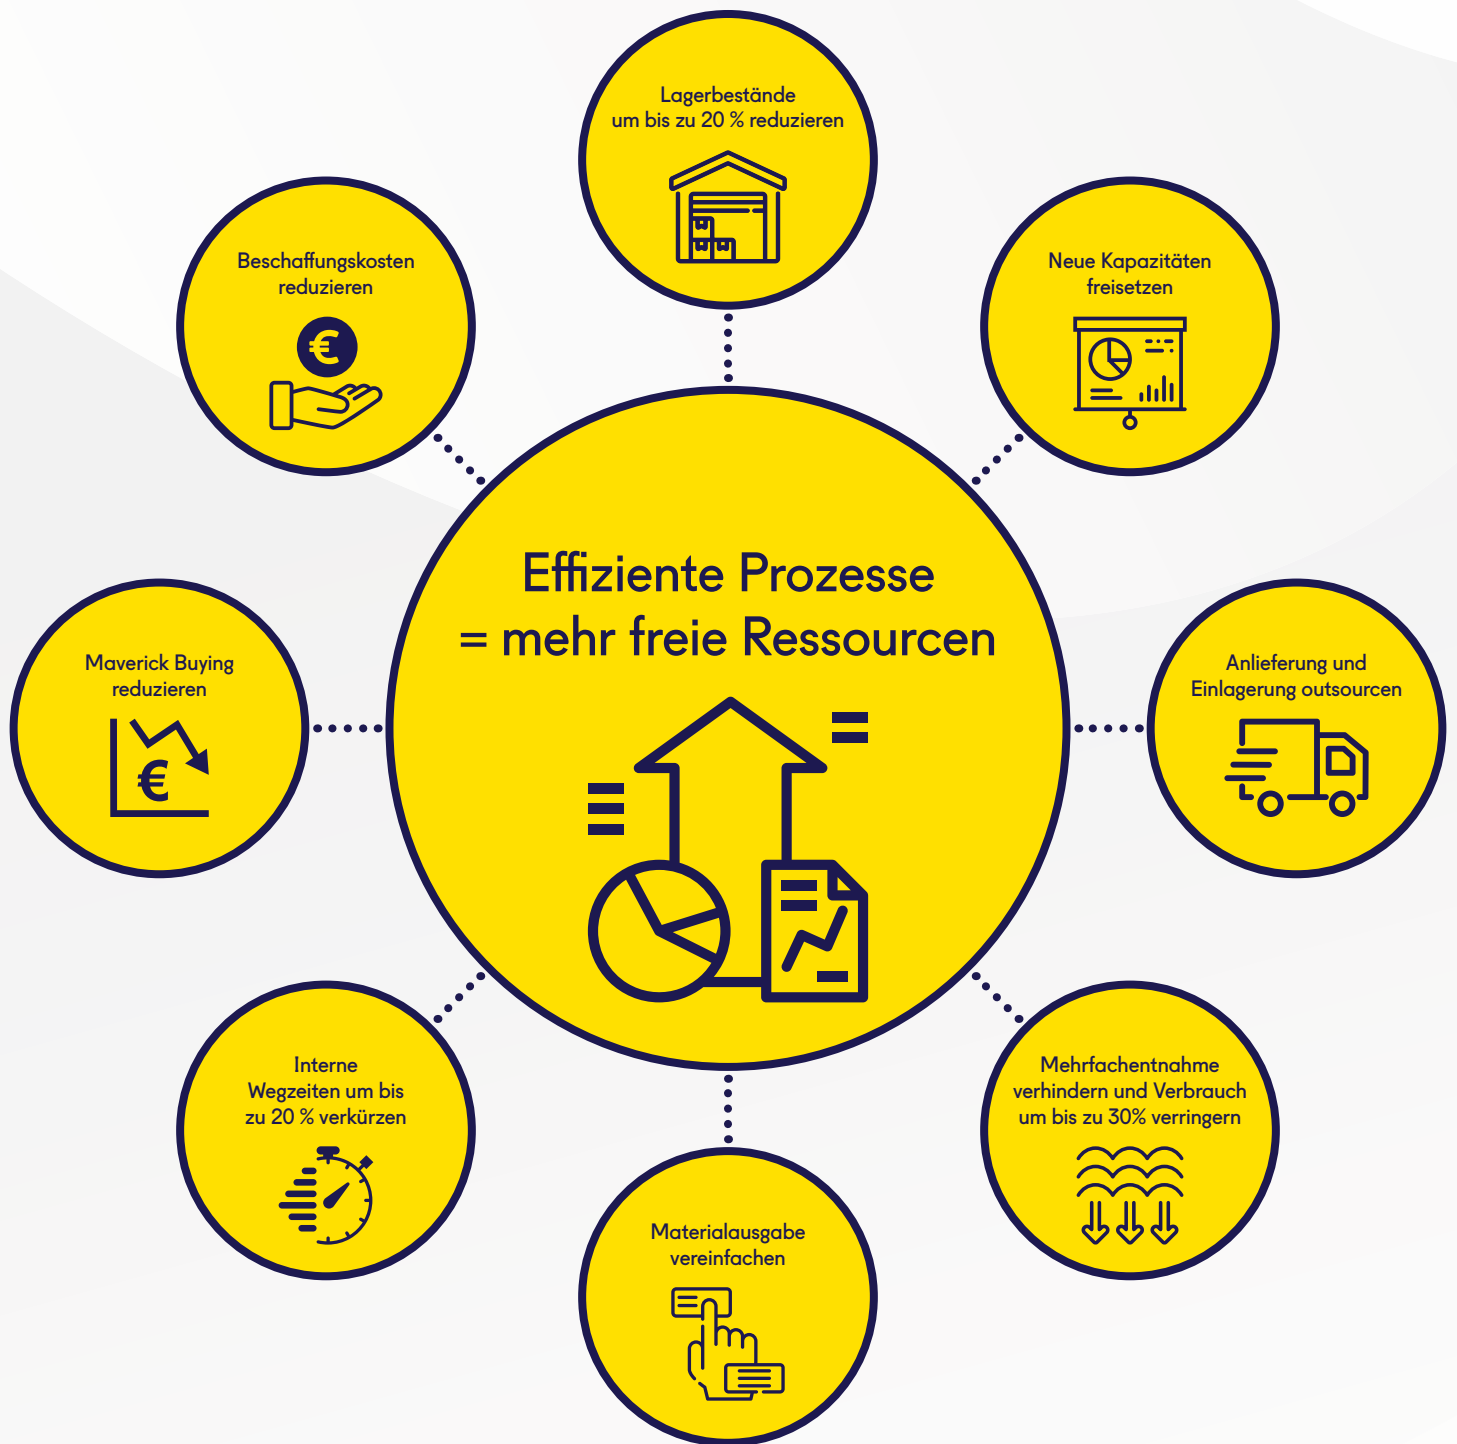 Lagerbestände
um bis zu 20 % reduzieren
Beschaffungskosten
reduzieren
€
Neue Kapazitäten
freisetzen
Effiziente Prozesse
= mehr freie Ressourcen
Maverick Buying
reduzieren
€
Anlieferung und
Einlagerung outsourcen
Interne
Wegzeiten um bis
zu 20 % verkürzen
Mehrfachentnahme
verhindern und Verbrauch
um bis zu 30% verringern
Materialausgabe
vereinfachen